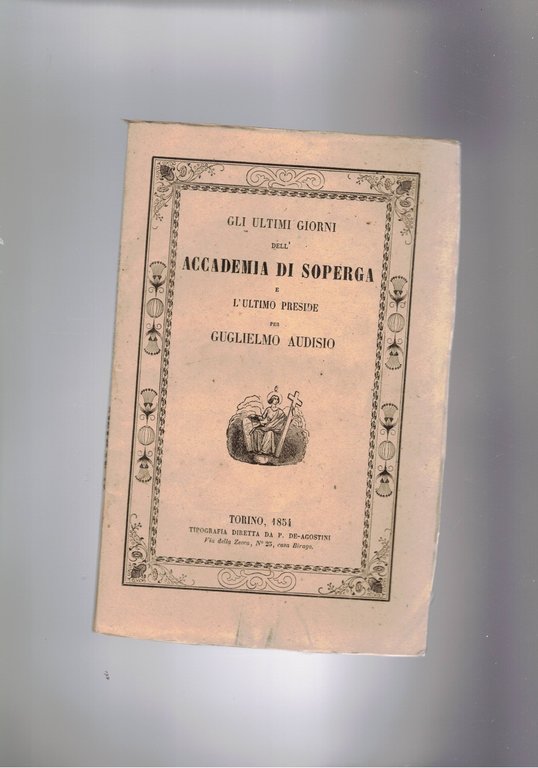 GLI ULTIMI GIORNI
DELL'
ACCADEMIA DI SOPERGA
E
L'ULTIMO PRESIDE
PER
GUGLIELMO AUDISIO
TORINO, 1854
TIPOGRAFIA DIRETTA DA P. DE-AGOSTINI
Via della Zecca, N° 23, casa Birago.